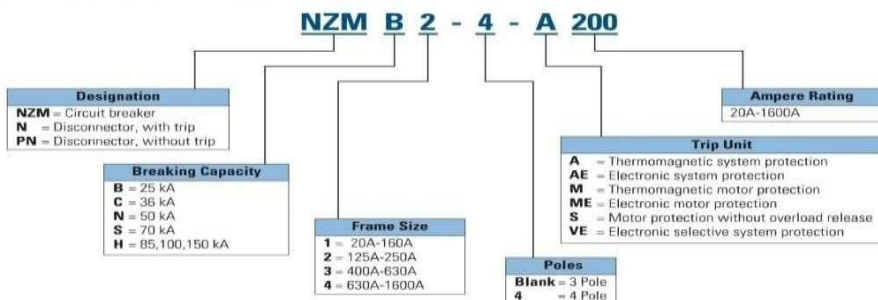 NZM B 2 - 4 - A 200
Designation
NZM = Circuit breaker
N = Disconnector, with trip
PN = Disconnector, without trip
Breaking Capacity
B = 25 kA
C = 36 kA
N = 50 kA
S = 70 kA
H = 85,100,150 kA
Frame Size
1 = 20A-160A
2 = 125A-250A
3 = 400A-630A
4 = 630A-1600A
Poles
Blank = 3 Pole
4 = 4 Pole
Trip Unit
A = Thermomagnetic system protection
AE = Electronic system protection
M = Thermomagnetic motor protection
ME = Electronic motor protection
S = Motor protection without overload release
VE = Electronic selective system protection
Ampere Rating
20A-1600A